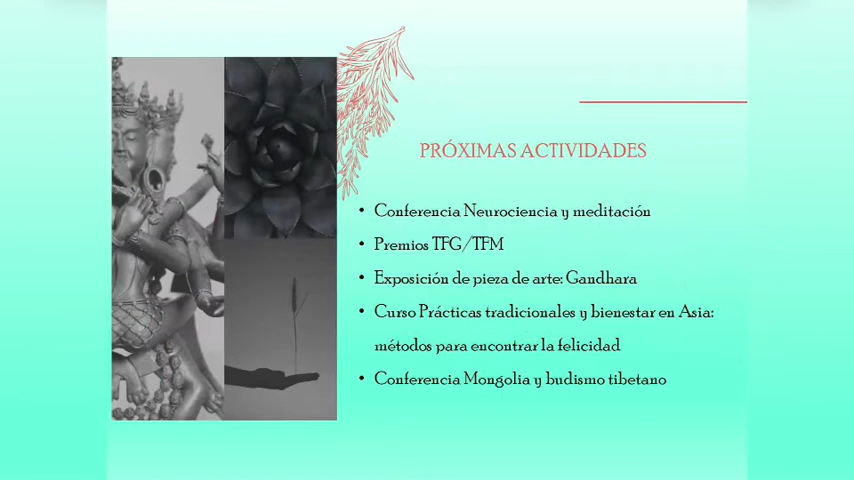 PRÓXIMAS ACTIVIDADES
• Conferencia Neurociencia y meditación
• Premios TFG/TFM
• Exposición de pieza de arte: Gandhara
• Curso Prácticas tradicionales y bienestar en Asia:
métodos para encontrar la felicidad
• Conferencia Mongolia y budismo tibetano